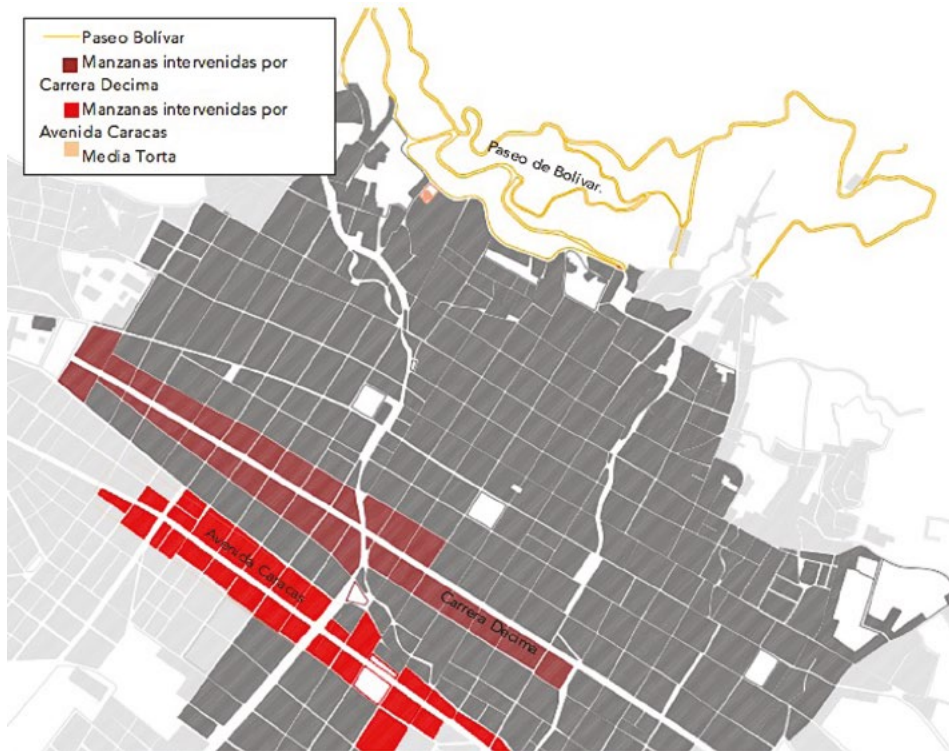 Paseo Bolívar
Manzanas intervenidas por
Carrera Decima
Manzanas intervenidas por
Avenida Caracas
Media Torta
Paseo de Bolívar.
Avenida Caracas
Carrera Décima